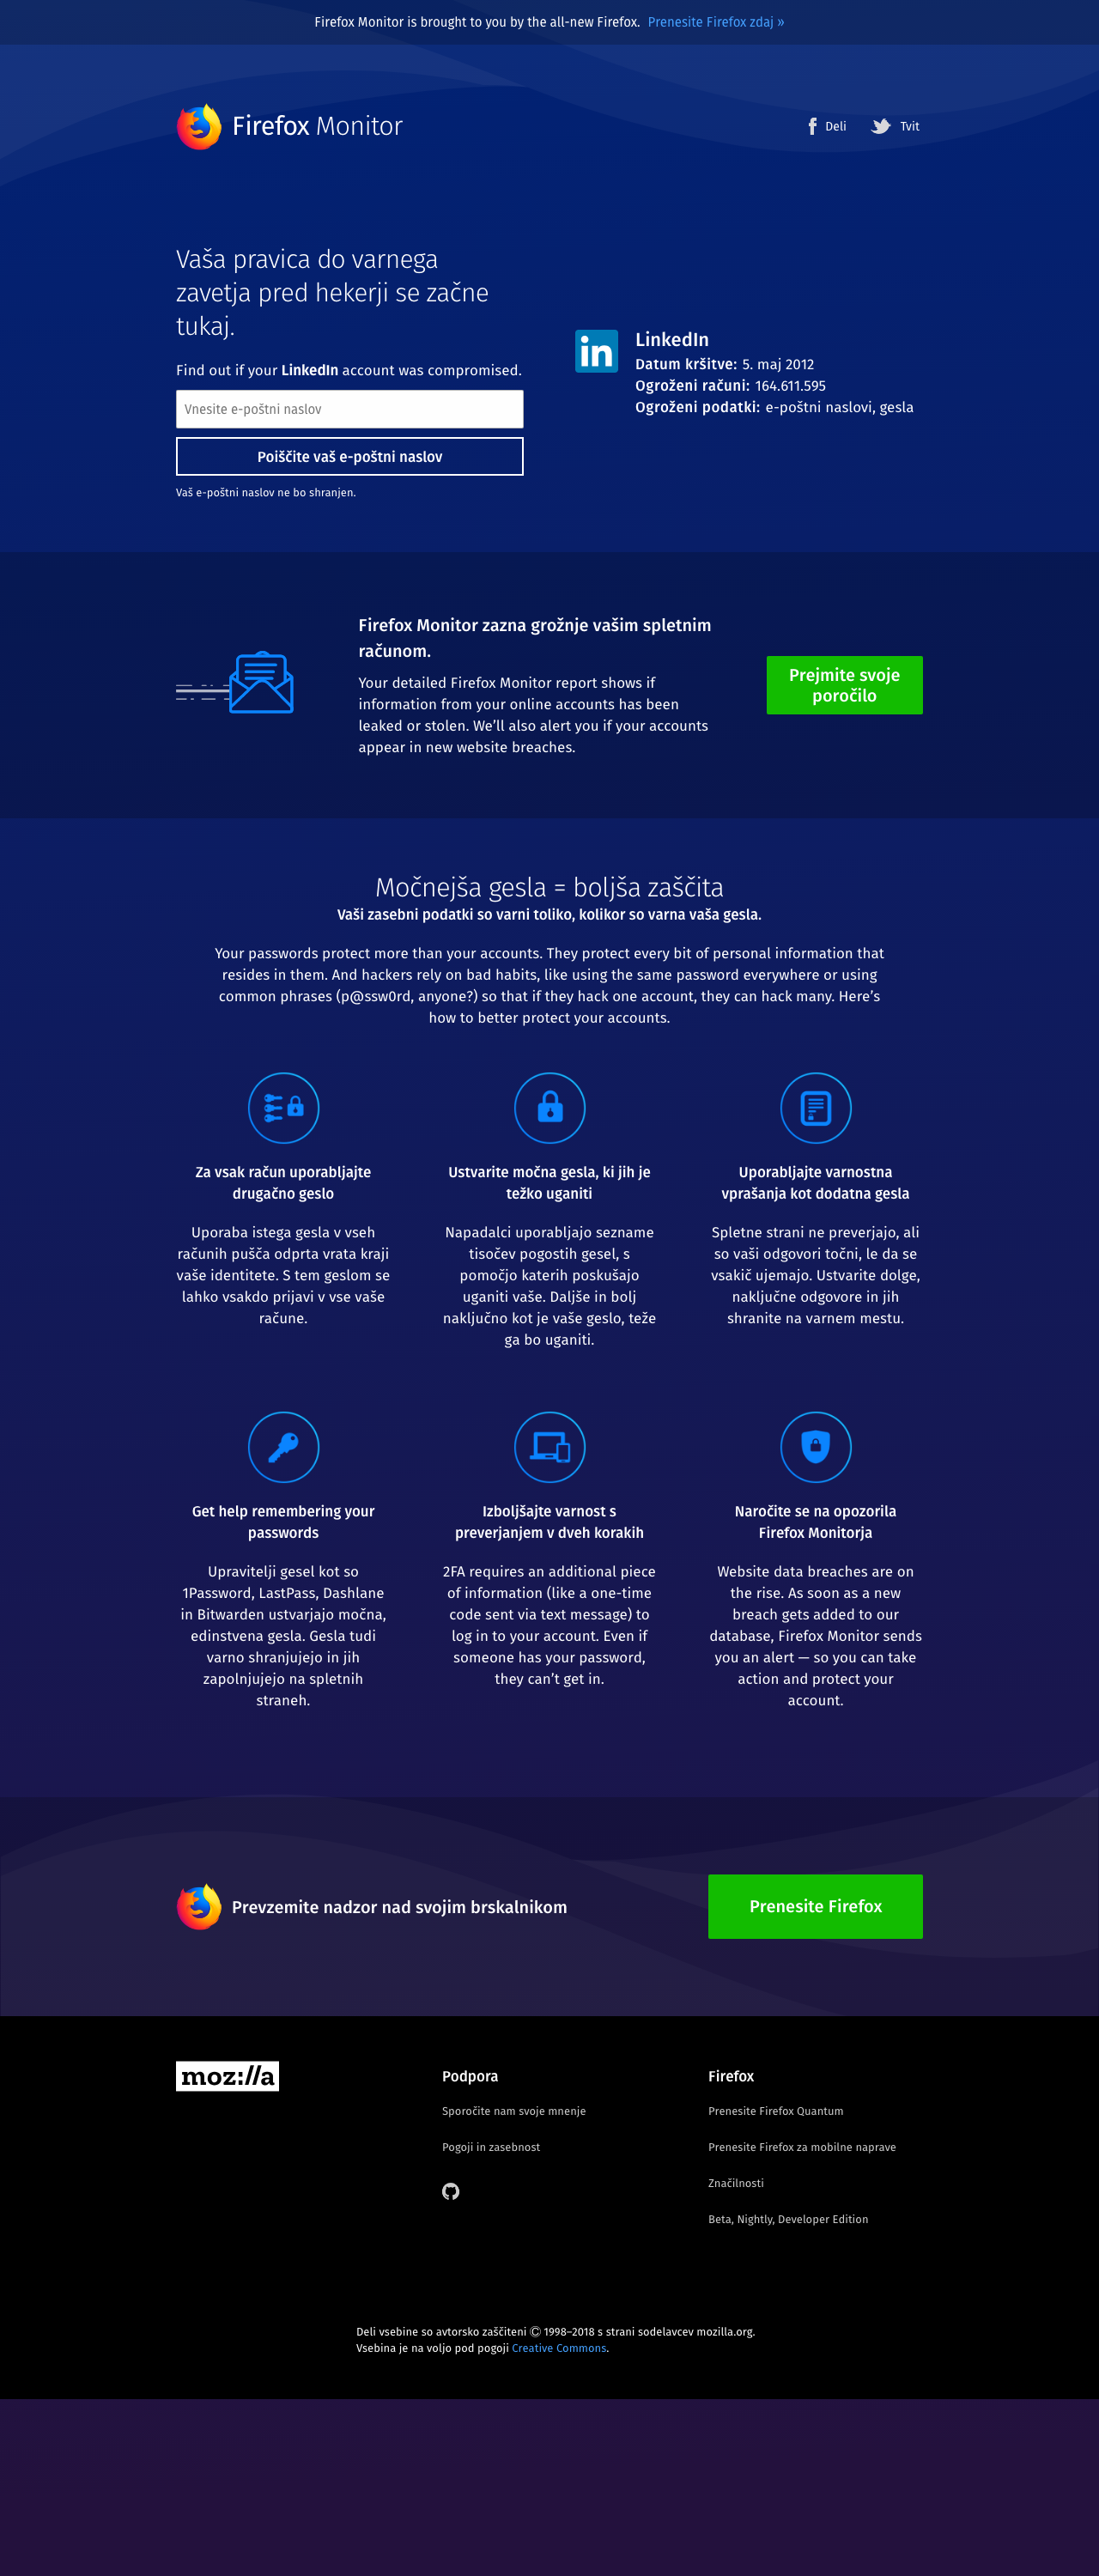 Firefox Monitor is brought to you by the all-new Firefox. Prenesite Firefox zdaj »
Firefox Monitor
Deli
Tvit
Vaša pravica do varnega
zavetja pred hekerji se začne
tukaj.
Find out if your LinkedIn account was compromised.
Vnesite e-poštni naslov
Poiščite vaš e-poštni naslov
Vaš e-poštni naslov ne bo shranjen.
in
LinkedIn
Datum kršitve: 5. maj 2012
Ogroženi računi: 164.611.595
Ogroženi podatki: e-poštni naslovi, gesla
Firefox Monitor zazna grožnje vašim spletnim
računom.
Your detailed Firefox Monitor report shows if
information from your online accounts has been
leaked or stolen. We’ll also alert you if your accounts
appear in new website breaches.
Prejmite svoje
poročilo
Močnejša gesla = boljša zaščita
Vaši zasebni podatki so varni toliko, kolikor so varna vaša gesla.
Your passwords protect more than your accounts. They protect every bit of personal information that
resides in them. And hackers rely on bad habits, like using the same password everywhere or using
common phrases (p@ssw0rd, anyone?) so that if they hack one account, they can hack many. Here’s
how to better protect your accounts.
Za vsak račun uporabljajte
drugačno geslo
Uporaba istega gesla v vseh
računih pušča odprta vrata kraji
vaše identitete. S tem geslom se
lahko vsakdo prijavi v vse vaše
račune.
Ustvarite močna gesla, ki jih je
težko uganiti
Napadalci uporabljajo sezname
tisočev pogostih gesel, s
pomočjo katerih poskušajo
uganiti vaše. Daljše in bolj
naključno kot je vaše geslo, teže
ga bo uganiti.
Uporabljajte varnostna
vprašanja kot dodatna gesla
Spletne strani ne preverjajo, ali
so vaši odgovori točni, le da se
vsakič ujemajo. Ustvarite dolge,
naključne odgovore in jih
shranite na varnem mestu.
Get help remembering your
passwords
Upravitelji gesel kot so
1Password, LastPass, Dashlane
in Bitwarden ustvarjajo močna,
edinstvena gesla. Gesla tudi
varno shranjujejo in jih
zapolnjujejo na spletnih
straneh.
Izboljšajte varnost s
preverjanjem v dveh korakih
2FA requires an additional piece
of information (like a one-time
code sent via text message) to
log in to your account. Even if
someone has your password,
they can’t get in.
Naročite se na opozorila
Firefox Monitorja
Website data breaches are on
the rise. As soon as a new
breach gets added to our
database, Firefox Monitor sends
you an alert — so you can take
action and protect your
account.
Prevzemite nadzor nad svojim brskalnikom
Prenesite Firefox
moz://a
Podpora
Sporočite nam svoje mnenje
Pogoji in zasebnost
Firefox
Prenesite Firefox Quantum
Prenesite Firefox za mobilne naprave
Značilnosti
Beta, Nightly, Developer Edition
Deli vsebine so avtorsko zaščiteni © 1998–2018 s strani sodelavcev mozilla.org.
Vsebina je na voljo pod pogoji Creative Commons.